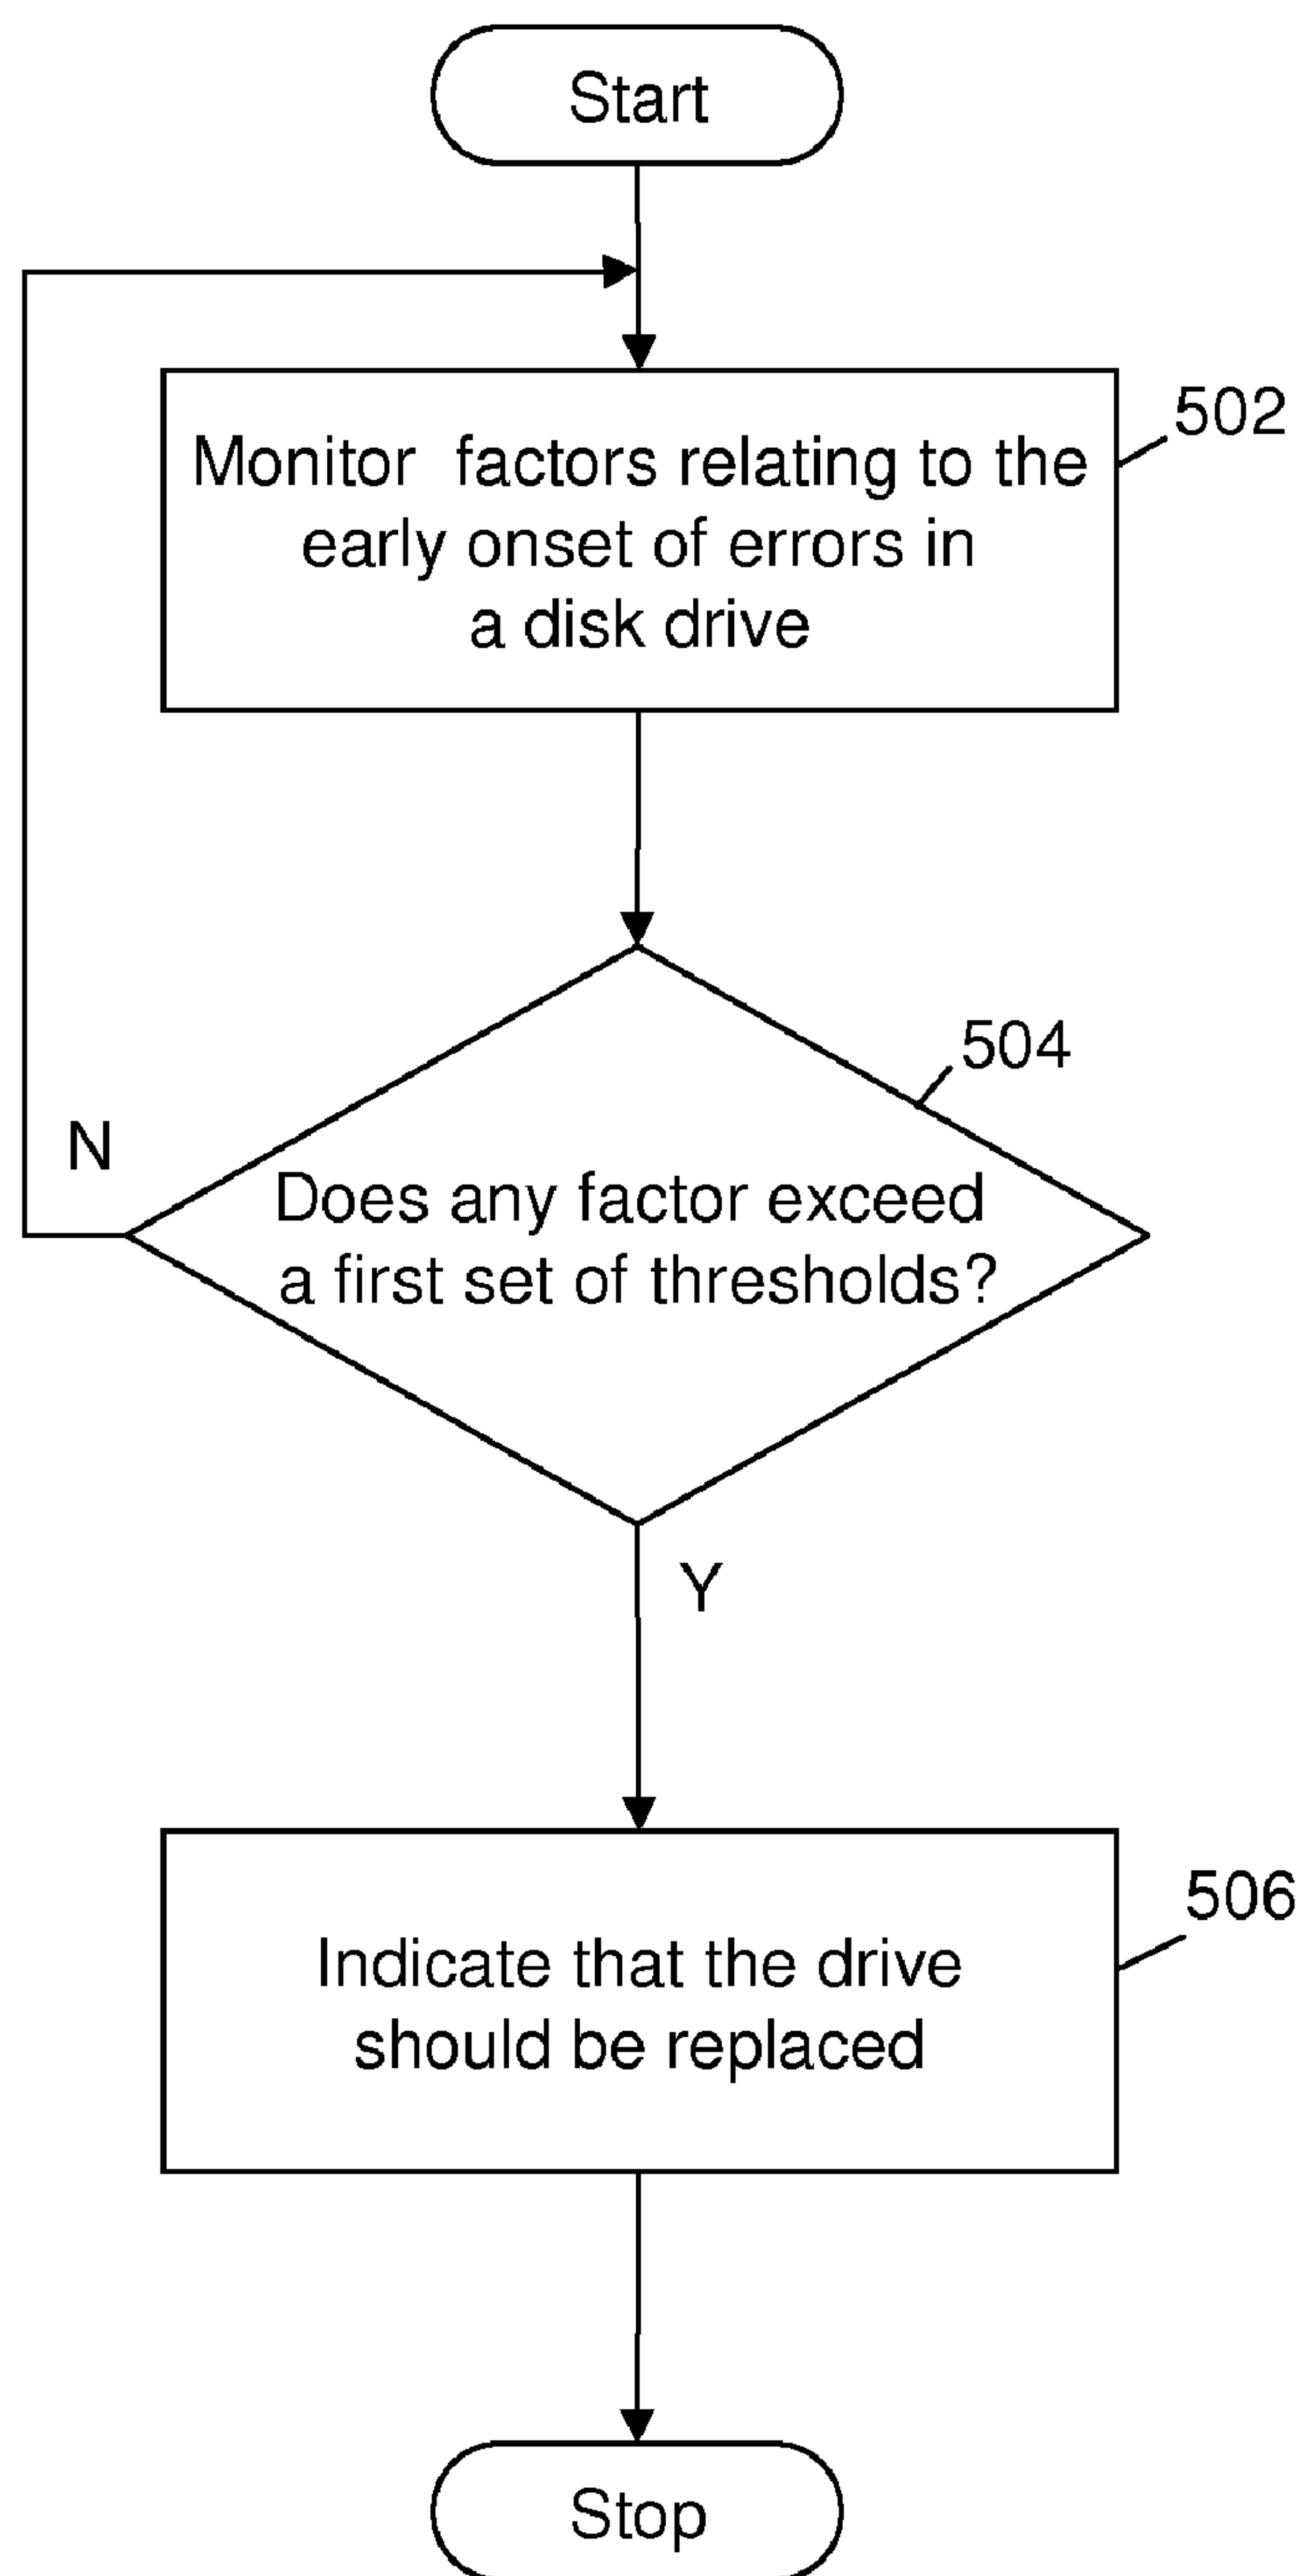 Start
Monitor factors relating to the
early onset of errors in
a disk drive
502
504
N
Does any factor exceed
a first set of thresholds?
Y
Indicate that the drive
should be replaced
506
Stop